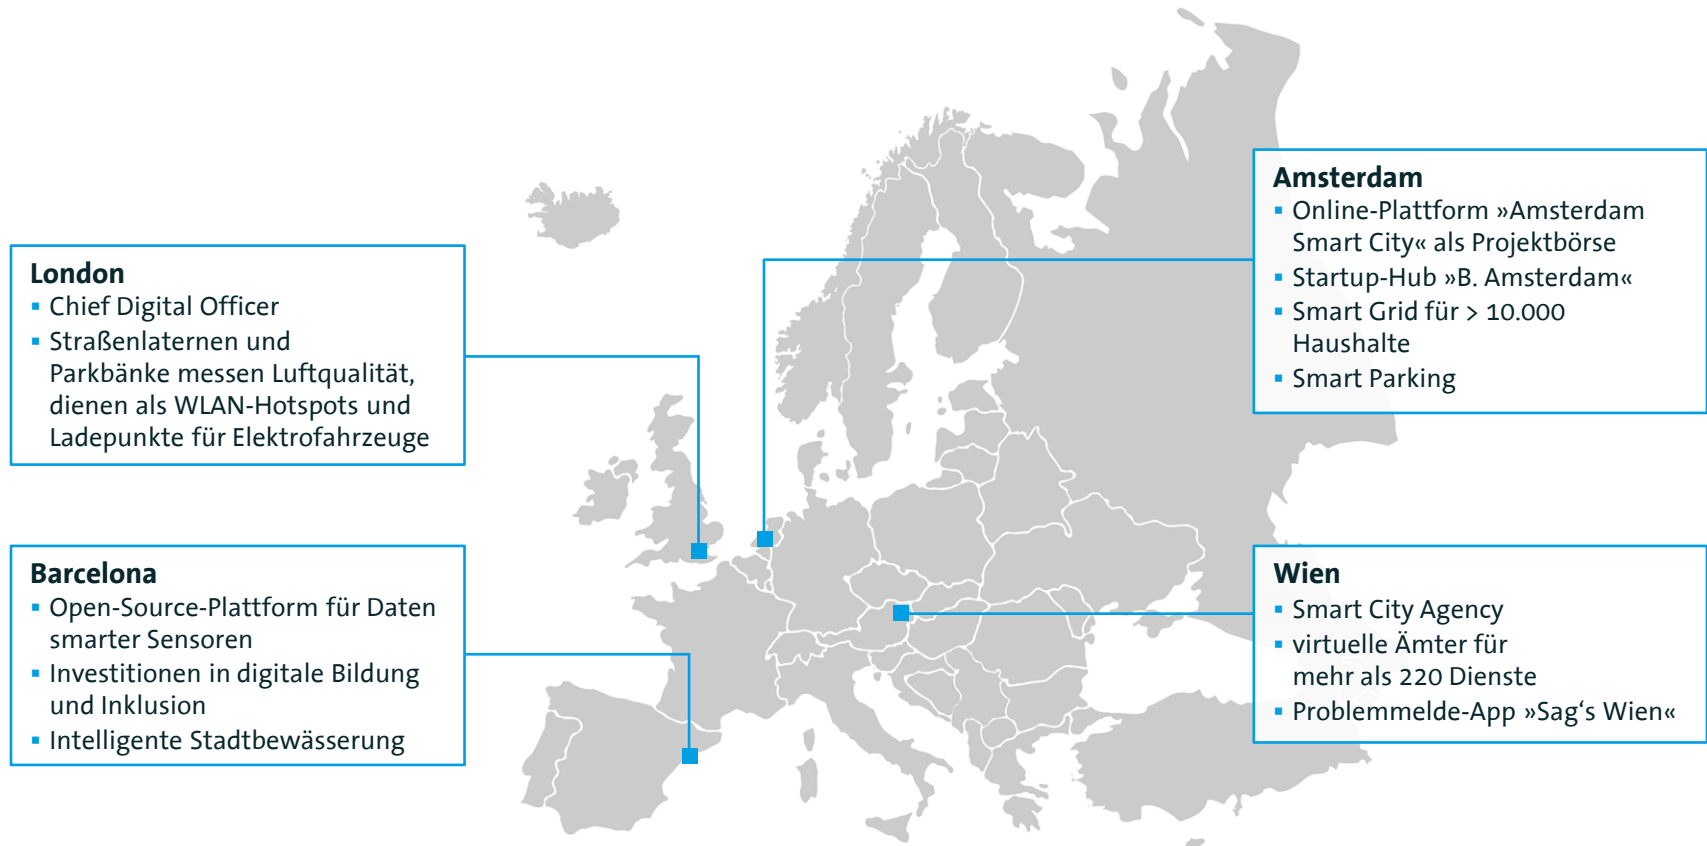 London
▪ Chief Digital Officer
▪ Straßenlaternen und
Parkbänke messen Luftqualität,
dienen als WLAN-Hotspots und
Ladepunkte für Elektrofahrzeuge
Barcelona
▪ Open-Source-Plattform für Daten
smarter Sensoren
▪ Investitionen in digitale Bildung
und Inklusion
▪ Intelligente Stadtbewässerung
Amsterdam
▪ Online-Plattform »Amsterdam
Smart City« als Projektbörse
▪ Startup-Hub »B. Amsterdam«
▪ Smart Grid für > 10.000
Haushalte
▪ Smart Parking
Wien
▪ Smart City Agency
▪ virtuelle Ämter für
mehr als 220 Dienste
▪ Problemmelde-App »Sag‘s Wien«